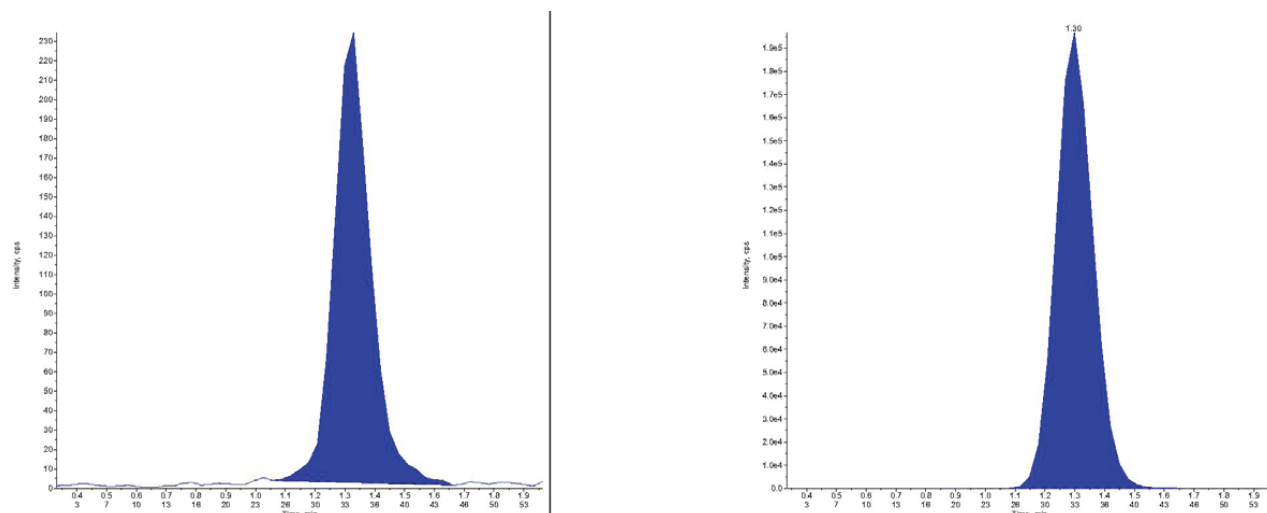 230
220
210
200
190
180
170
160
150
140
130
120
110
100
90
80
70
60
50
40
30
20
10
0
Intensity, cps
0.4 0.5 0.6 0.7 0.8 0.9 1.0 1.1 1.2 1.3 1.4 1.5 1.6 1.7 1.8 1.9
3 7 10 13 16 20 23 26 30 33 36 40 43 46 50 53
Time, min
1.30
1.9e5
1.8e5
1.7e5
1.6e5
1.5e5
1.4e5
1.3e5
1.2e5
1.1e5
1.0e5
9.0e4
8.0e4
7.0e4
6.0e4
5.0e4
4.0e4
3.0e4
2.0e4
1.0e4
0.0
Intensity, cps
0.4 0.5 0.6 0.7 0.8 0.9 1.0 1.1 1.2 1.3 1.4 1.5 1.6 1.7 1.8 1.9
3 7 10 13 16 20 23 26 30 33 36 40 43 46 50 53
Time, min